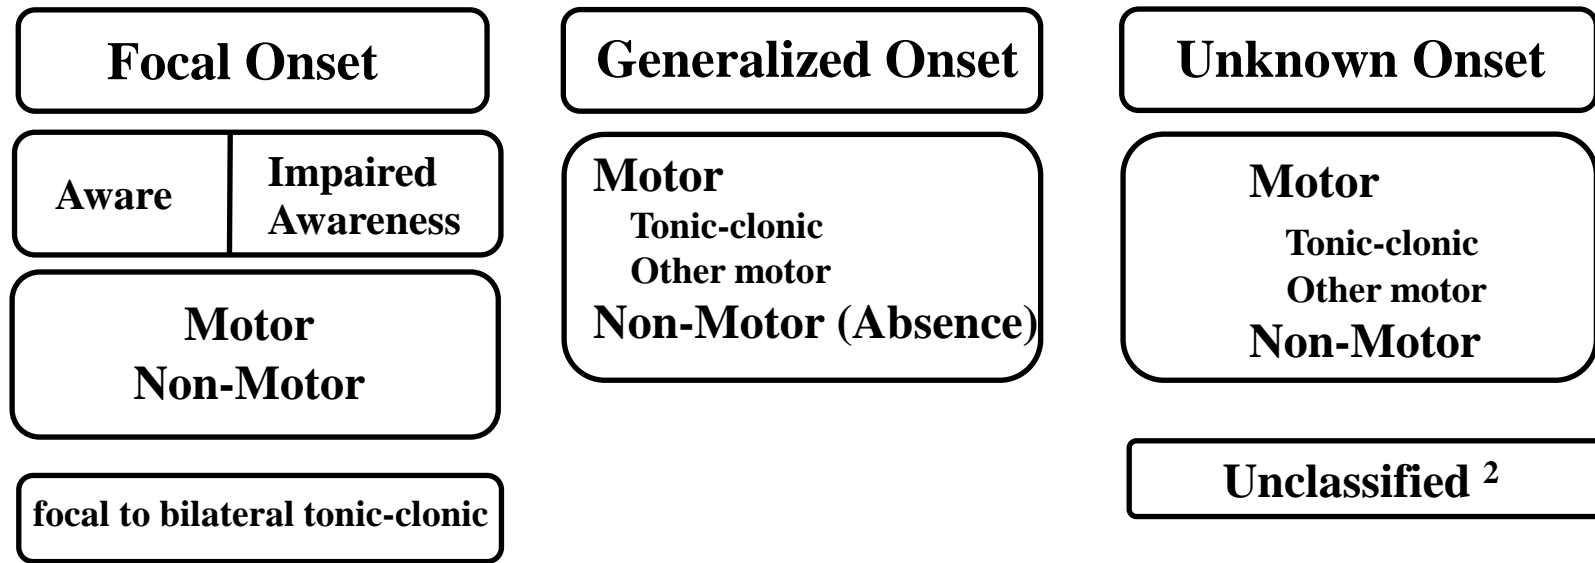 Focal Onset
Aware
Impaired
Awareness
Motor
Non-Motor
focal to bilateral tonic-clonic
Generalized Onset
Motor
Tonic-clonic
Other motor
Non-Motor (Absence)
Unknown Onset
Motor
Tonic-clonic
Other motor
Non-Motor
Unclassified ²